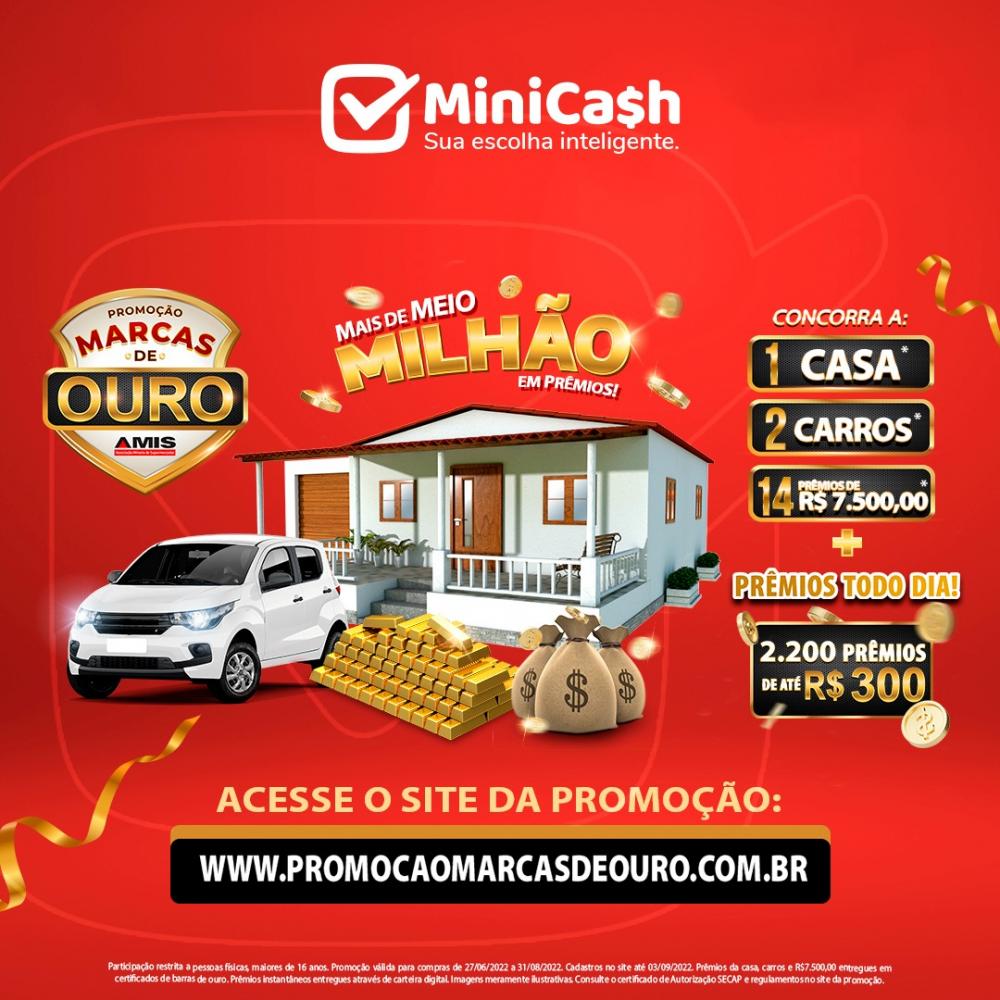 MiniCa$h
Sua escolha inteligente.
PROMOÇÃO
MARCAS
DE
OURO
AMIS
Associação Mineira de Supermercados
MAIS DE MEIO
MILHÃO
EM PRÊMIOS!
CONCORRA A:
1 CASA*
2 CARROS*
14 PRÊMIOS DE R$ 7.500,00*
+
PRÊMIOS TODO DIA!
2.200 PRÊMIOS
DE ATÉ R$ 300
ACESSE O SITE DA PROMOÇÃO:
WWW.PROMOCAOMARCASDEOURO.COM.BR
Participação restrita a pessoas físicas, maiores de 16 anos. Promoção válida para compras de 27/06/2022 a 31/08/2022. Cadastros no site até 03/09/2022. Prêmios da casa, carros e R$7.500,00 entregues em
certificados de barras de ouro. Prêmios instantâneos entregues através de carteira digital. Imagens meramente ilustrativas. Consulte o certificado de Autorização SECAP e regulamentos no site da promoção.